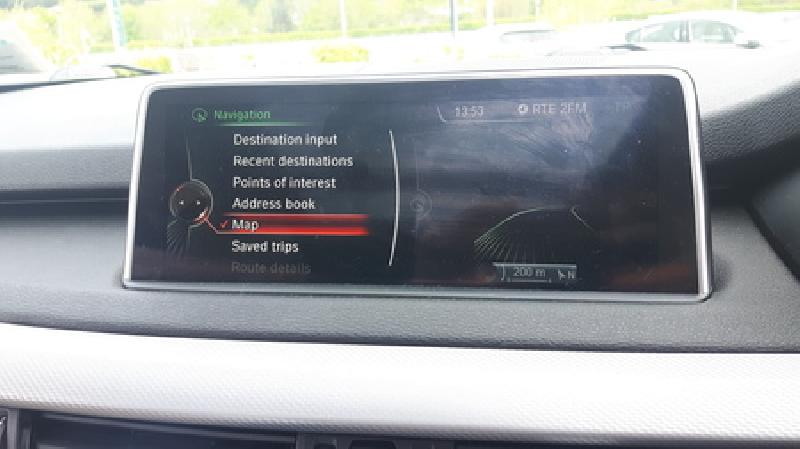 Navigation
13:53
RTE 2FM
TP
Destination input
Recent destinations
Points of interest
Address book
Map
Saved trips
Route details
200 m
N